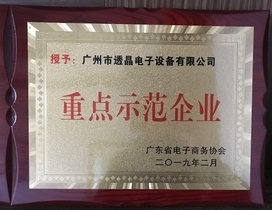 授予：广州市透晶电子设备有限公司
重点示范企业
广东省电子商务协会
二〇一九年二月